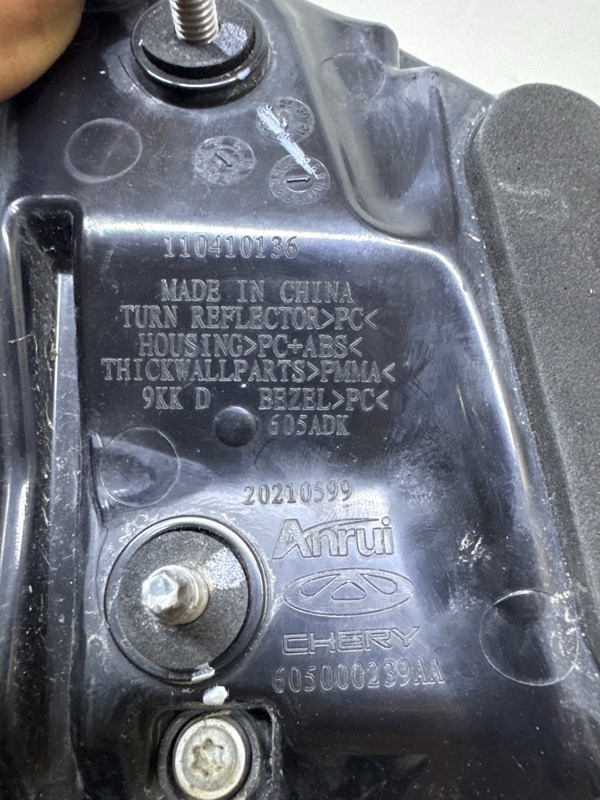 110410136
MADE IN CHINA
TURN REFLECTOR>PC<
HOUSING>PC+ABS<
THICKWALLPARTS>PMMA<
9KK D BEZEL>PC<
605ADK
20210599
Anrui
CHERY
605000239AA